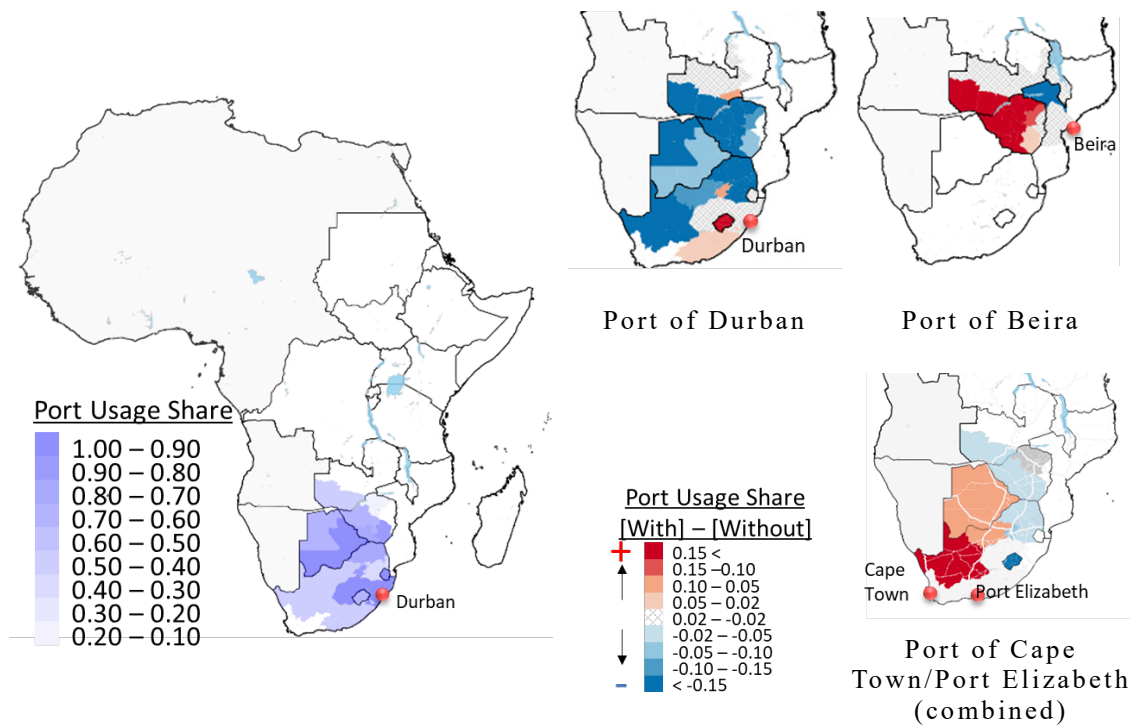 Port Usage Share
1.00 – 0.90
0.90 – 0.80
0.80 – 0.70
0.70 – 0.60
0.60 – 0.50
0.50 – 0.40
0.40 – 0.30
0.30 – 0.20
0.20 – 0.10
Durban
Durban
Port of Durban
Beira
Port of Beira
Port Usage Share
[With] – [Without]
+
0.15 <
0.15 –0.10
0.10 – 0.05
0.05 – 0.02
0.02 – -0.02
-0.02 – -0.05
-0.05 – -0.10
-0.10 – -0.15
< -0.15
–
Cape
Town
Port Elizabeth
Port of Cape
Town/Port Elizabeth
(combined)